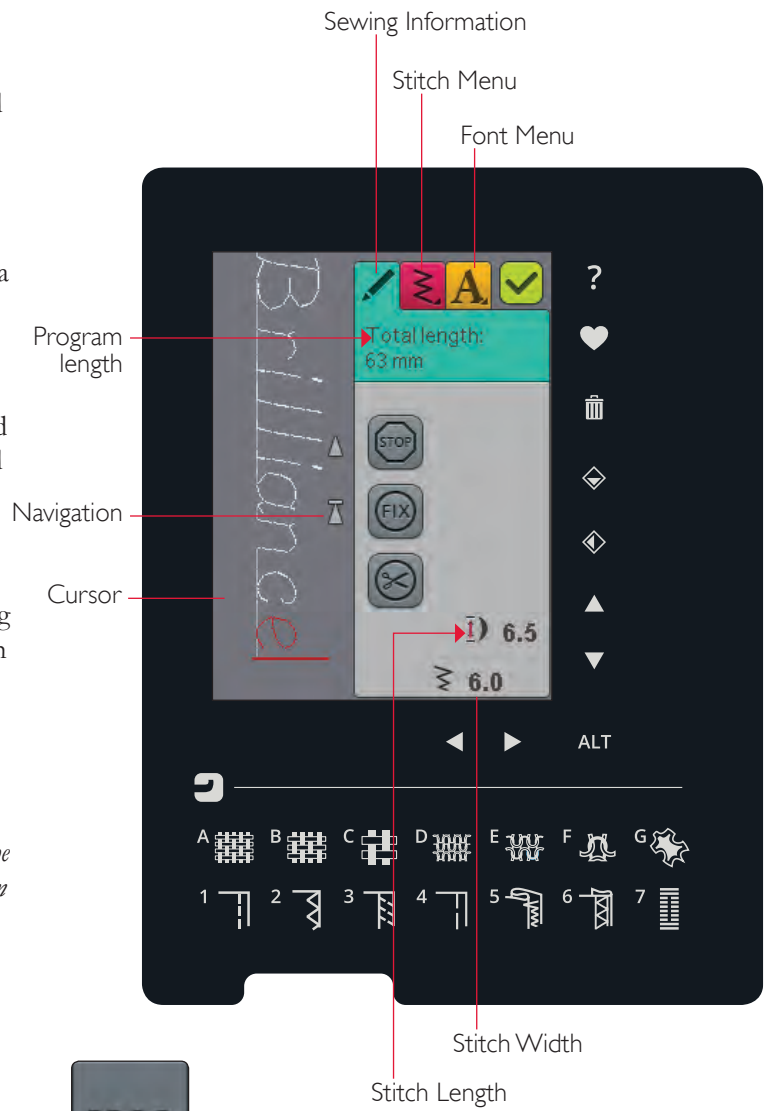 Sewing Information
Stitch Menu
Font Menu
a
Program
length
Navigation
Cursor
Brilliance
A
?
Total length:
63 mm
STOP
FIX
6.5
6.0
ALT
A B C D E F G
1 2 3 4 5 6 7
Stitch Width
Stitch Length